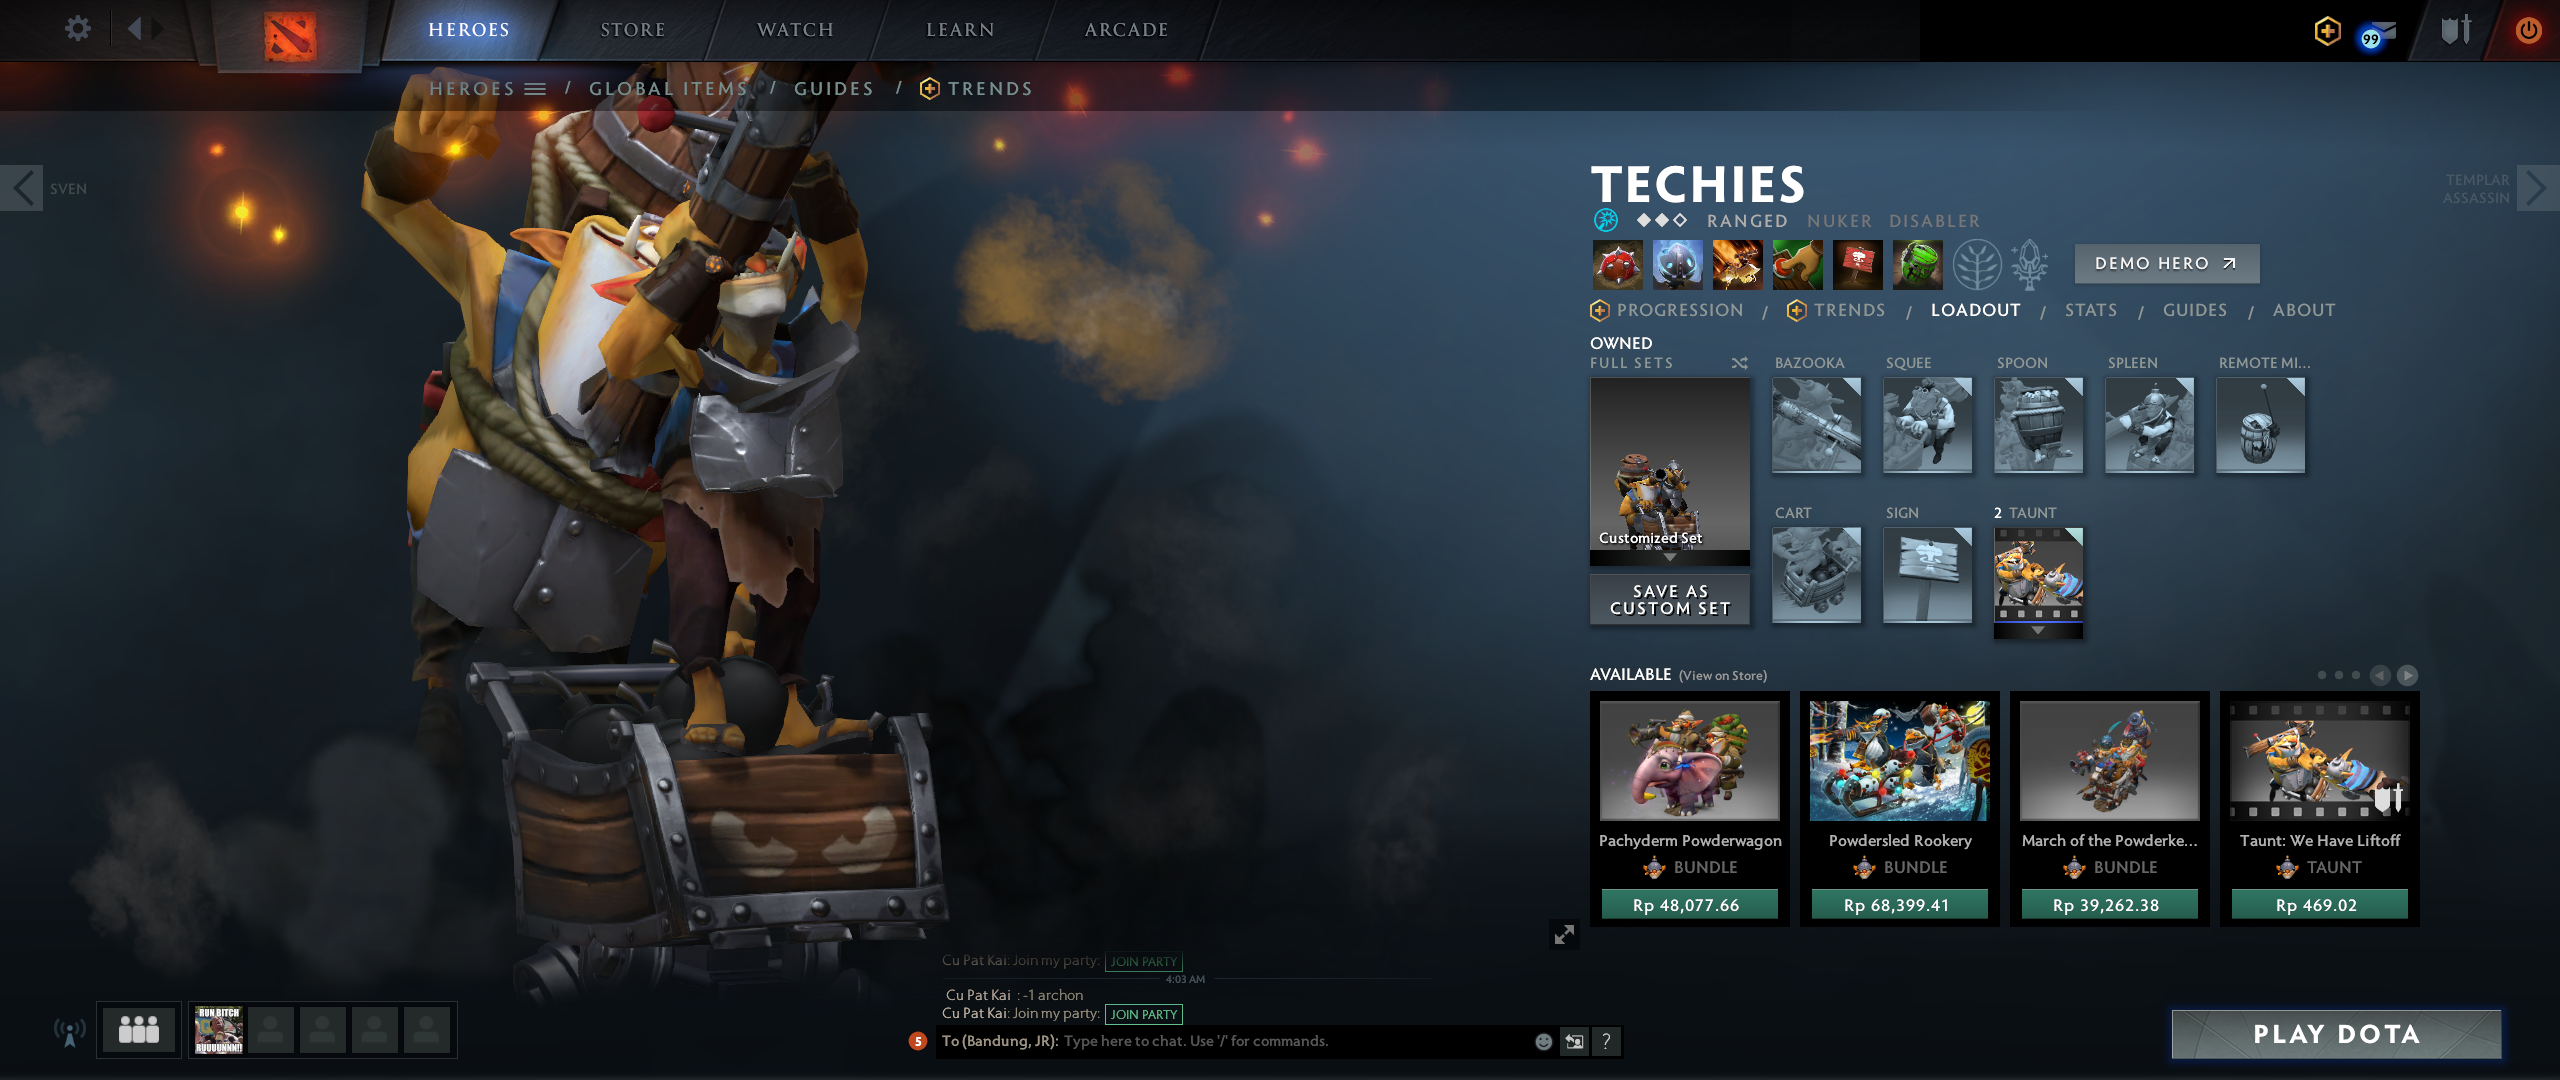 HEROES
STORE
WATCH
LEARN
ARCADE
99
HEROES / GLOBAL ITEMS / GUIDES / TRENDS
SVEN
TEMPLAR
ASSASSIN
TECHIES
RANGED NUKER DISABLER
DEMO HERO
PROGRESSION / TRENDS / LOADOUT / STATS / GUIDES / ABOUT
OWNED
FULL SETS
BAZOOKA
SQUEE
SPOON
SPLEEN
REMOTE MI...
Customized Set
SAVE AS
CUSTOM SET
CART
SIGN
2 TAUNT
AVAILABLE (View on Store)
Pachyderm Powderwagon
BUNDLE
Rp 48,077.66
Powdersled Rookery
BUNDLE
Rp 68,399.41
March of the Powderke...
BUNDLE
Rp 39,262.38
Taunt: We Have Liftoff
TAUNT
Rp 469.02
Cu Pat Kai: Join my party: JOIN PARTY
4:03 AM
Cu Pat Kai : -1 archon
Cu Pat Kai: Join my party: JOIN PARTY
5 To (Bandung, JR): Type here to chat. Use '/' for commands.
?
RUN BITCH
RUUUUNNN!!
PLAY DOTA